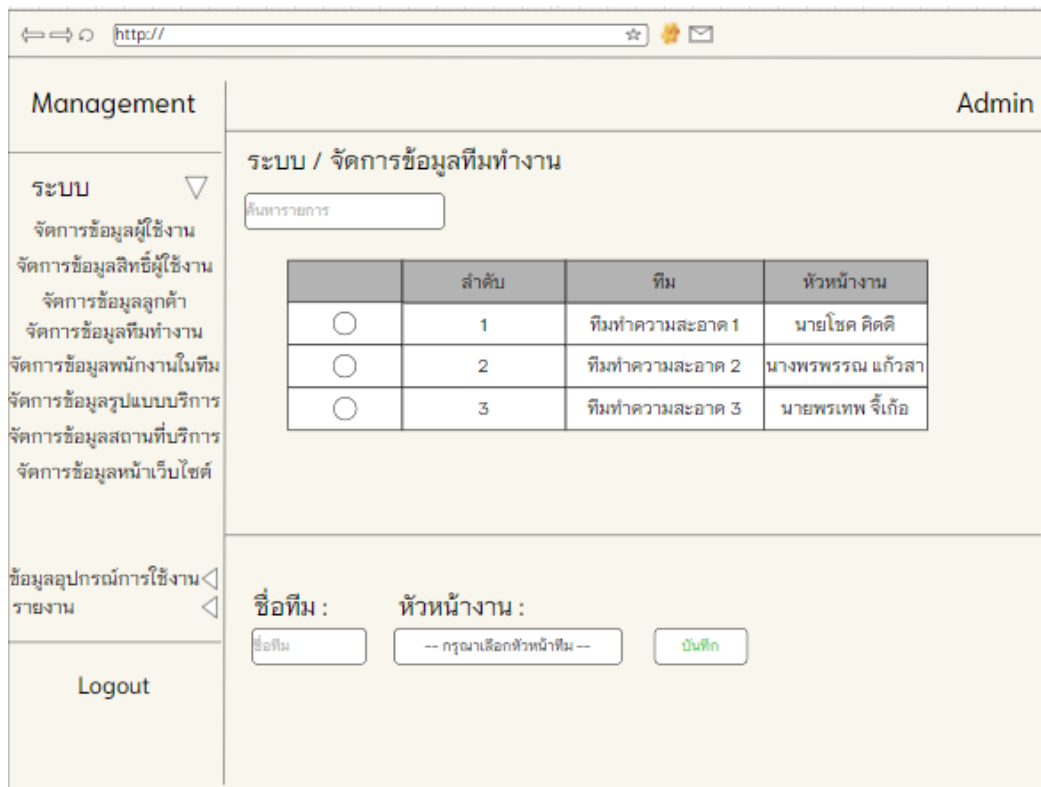 http://
Management
Admin
ระบบ / จัดการข้อมูลทีมทำงาน
ค้นหารายการ
ระบบ
จัดการข้อมูลผู้ใช้งาน
จัดการข้อมูลสิทธิ์ผู้ใช้งาน
จัดการข้อมูลลูกค้า
จัดการข้อมูลทีมทำงาน
จัดการข้อมูลพนักงานในทีม
จัดการข้อมูลรูปแบบบริการ
จัดการข้อมูลสถานที่บริการ
จัดการข้อมูลหน้าเว็บไซต์
ข้อมูลอุปกรณ์การใช้งาน
รายงาน
Logout
ลำดับ ทีม หัวหน้างาน
1 ทีมทำความสะอาด 1 นายโชค คิดดี
2 ทีมทำความสะอาด 2 นางพรพรรณ แก้วสา
3 ทีมทำความสะอาด 3 นายพรเทพ จี้เก้อ
ชื่อทีม : หัวหน้างาน :
ชื่อทีม -- กรุณาเลือกหัวหน้าทีม -- บันทึก